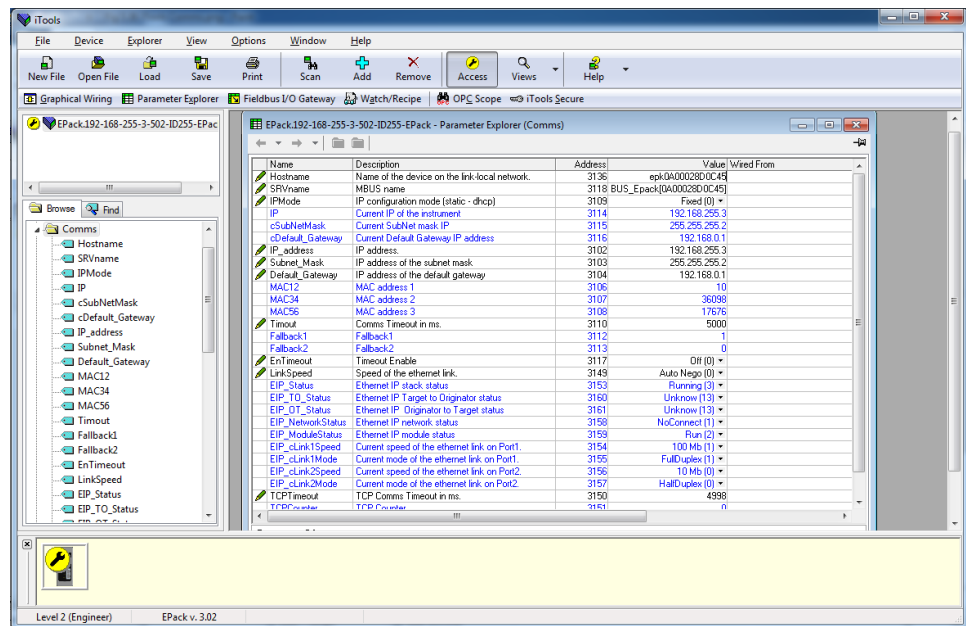 iTools
File Device Explorer View Options Window Help
New File Open File Load Save Print Scan Add Remove Access Views Help
Graphical Wiring Parameter Explorer Fieldbus I/O Gateway Watch/Recipe OPC Scope iTools Secure
EPack.192-168-255-3-502-ID255-EPac
Browse Find
Comms
Hostname
SRVname
IPMode
IP
cSubNetMask
cDefault_Gateway
IP_address
Subnet_Mask
Default_Gateway
MAC12
MAC34
MAC56
Timout
Fallback1
Fallback2
EnTimeout
LinkSpeed
EIP_Status
EIP_TO_Status
EIP_OT_Status
EPack.192-168-255-3-502-ID255-EPack - Parameter Explorer (Comms)
Name Description Address Value Wired From
Hostname Name of the device on the link-local network. 3136 epk0A00028D0C45
SRVname MBUS name 3118 BUS_Epack[0A00028D0C45]
IPMode IP configuration mode (static - dhcp) 3109 Fixed (0)
IP Current IP of the instrument 3114 192.168.255.3
cSubNetMask Current SubNet mask IP 3115 255.255.255.2
cDefault_Gateway Current Default Gateway IP address 3116 192.168.0.1
IP_address IP address. 3102 192.168.255.3
Subnet_Mask IP address of the subnet mask 3103 255.255.255.2
Default_Gateway IP address of the default gateway 3104 192.168.0.1
MAC12 MAC address 1 3106 10
MAC34 MAC address 2 3107 36098
MAC56 MAC address 3 3108 17676
Timout Comms Timeout in ms. 3110 5000
Fallback1 Fallback1 3112 1
Fallback2 Fallback2 3113 0
EnTimeout Timeout Enable 3117 Off (0)
LinkSpeed Speed of the ethernet link. 3149 Auto Nego (0)
EIP_Status Ethernet IP stack status 3153 Running (3)
EIP_TO_Status Ethernet IP Target to Originator status 3160 Unknow (13)
EIP_OT_Status Ethernet IP Originator to Target status 3161 Unknow (13)
EIP_NetworkStatus Ethernet IP network status 3158 NoConnect (1)
EIP_ModuleStatus Ethernet IP module status 3159 Run (2)
EIP_cLink1Speed Current speed of the ethernet link on Port1. 3154 100 Mb (1)
EIP_cLink1Mode Current mode of the ethernet link on Port1. 3155 FullDuplex (1)
EIP_cLink2Speed Current speed of the ethernet link on Port2. 3156 10 Mb (0)
EIP_cLink2Mode Current mode of the ethernet link on Port2. 3157 HalfDuplex (0)
TCPTimeout TCP Comms Timeout in ms. 3150 4998
TCPCounter TCP Counter 3151 0
Level 2 (Engineer) EPack v. 3.02